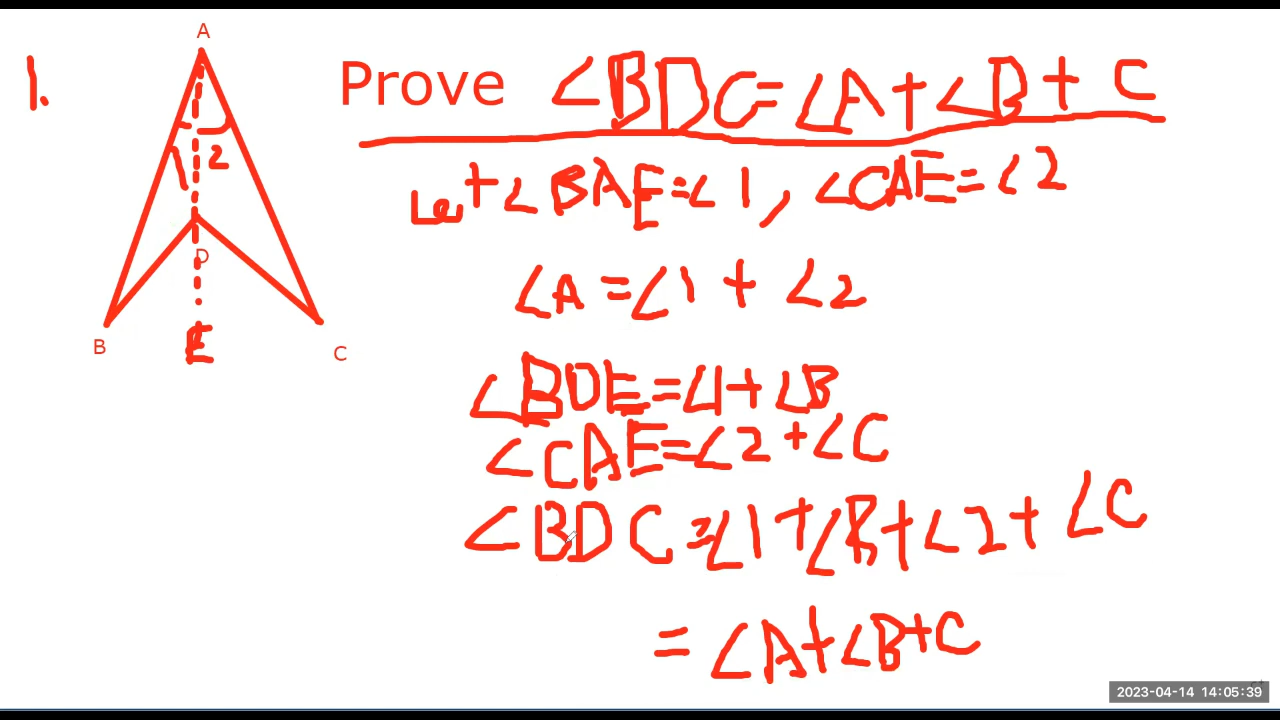 1.
A
2
D
B
E
C
Prove ∠BDC=∠A+∠B+C
let ∠BAE=∠1, ∠CAE=∠2
∠A=∠1+∠2
∠BDE=∠1+∠B
∠CAE=∠2+∠C
∠BDC=∠1+∠B+∠2+∠C
=∠A+∠B+C
2023-04-14 14:05:39